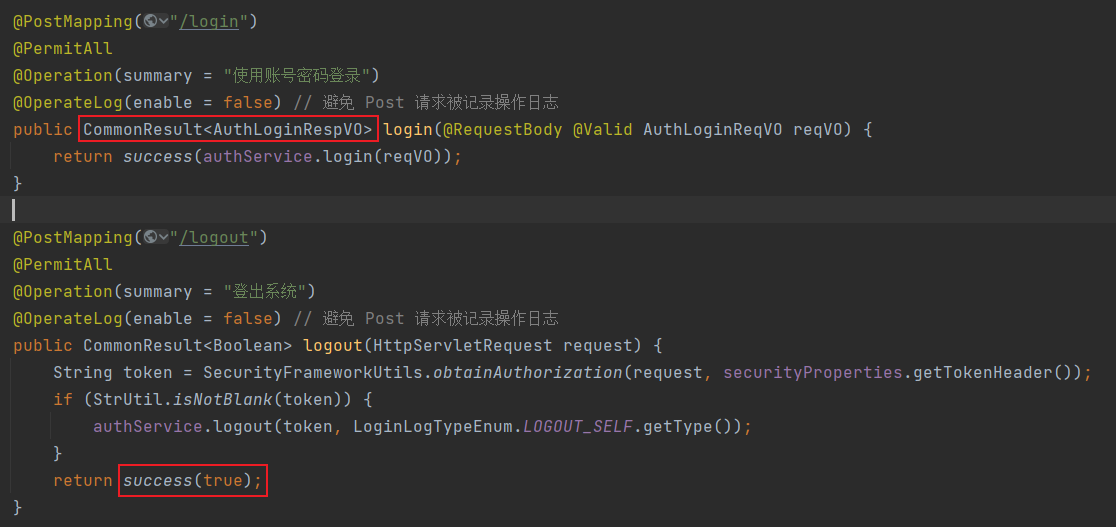 @PostMapping("/login")
@PermitAll
@Operation(summary = "使用账号密码登录")
@OperateLog(enable = false) // 避免 Post 请求被记录操作日志
public CommonResult<AuthLoginRespVO> login(@RequestBody @Valid AuthLoginReqVO reqVO) {
    return success(authService.login(reqVO));
}
@PostMapping("/logout")
@PermitAll
@Operation(summary = "登出系统")
@OperateLog(enable = false) // 避免 Post 请求被记录操作日志
public CommonResult<Boolean> logout(HttpServletRequest request) {
    String token = SecurityFrameworkUtils.obtainAuthorization(request, securityProperties.getTokenHeader());
    if (StrUtil.isNotBlank(token)) {
        authService.logout(token, LoginLogTypeEnum.LOGOUT_SELF.getType());
    }
    return success(true);
}